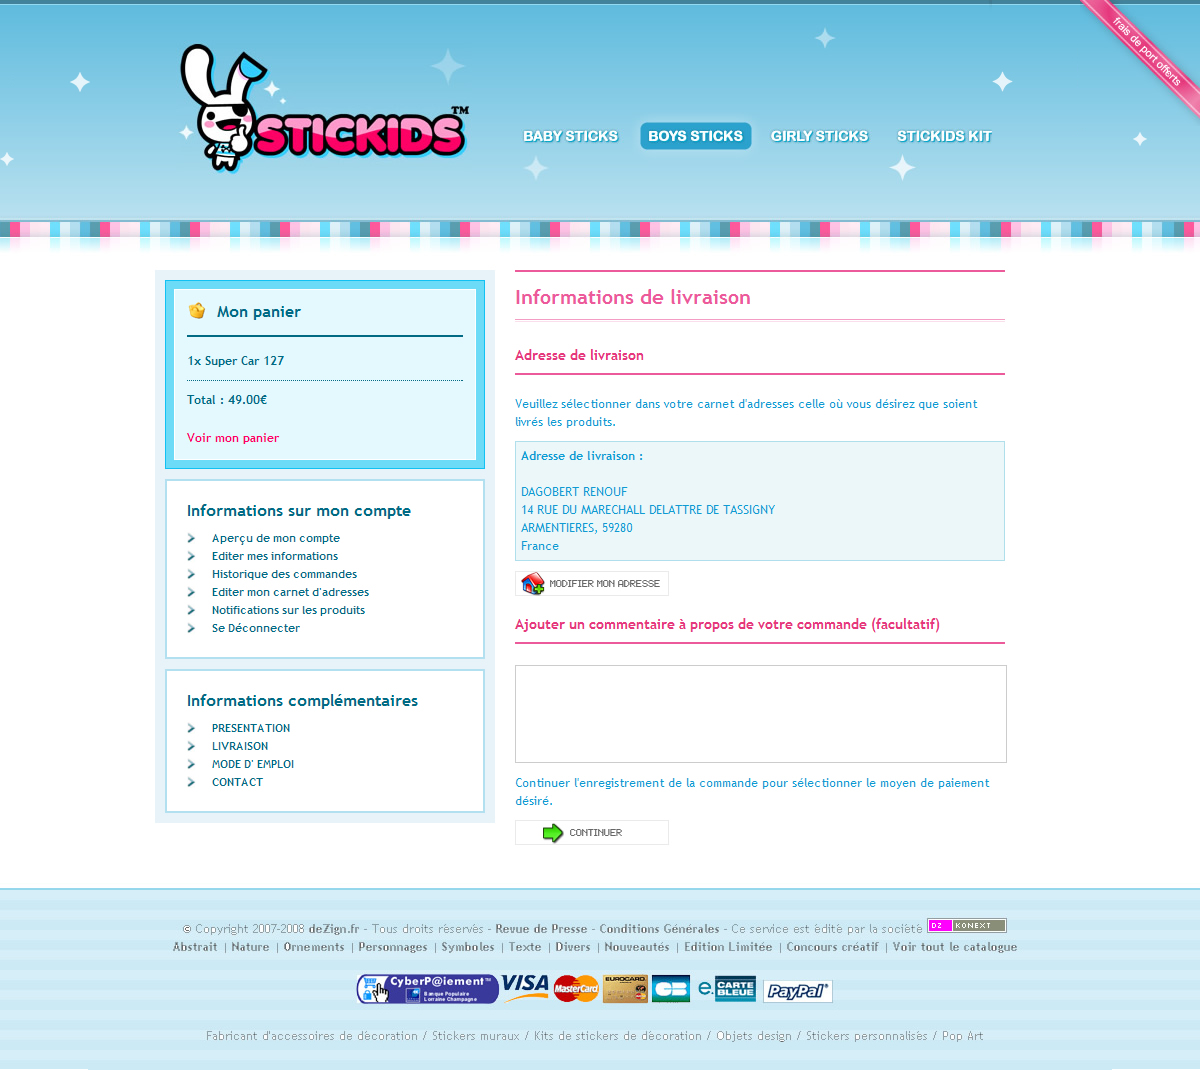 frais de port offerts
STICKIDS™
BABY STICKS
BOYS STICKS
GIRLY STICKS
STICKIDS KIT
Mon panier
1x Super Car 127
Total : 49.00€
Voir mon panier
Informations sur mon compte
Aperçu de mon compte
Editer mes informations
Historique des commandes
Editer mon carnet d'adresses
Notifications sur les produits
Se Déconnecter
Informations complémentaires
PRESENTATION
LIVRAISON
MODE D' EMPLOI
CONTACT
Informations de livraison
Adresse de livraison
Veuillez sélectionner dans votre carnet d'adresses celle où vous désirez que soient
livrés les produits.
Adresse de livraison :
DAGOBERT RENOUF
14 RUE DU MARECHALL DELATTRE DE TASSIGNY
ARMENTIERES, 59280
France
MODIFIER MON ADRESSE
Ajouter un commentaire à propos de votre commande (facultatif)
Continuer l'enregistrement de la commande pour sélectionner le moyen de paiement
désiré.
CONTINUER
© Copyright 2007-2008 deZign.fr - Tous droits réservés - Revue de Presse - Conditions Générales - Ce service est édité par la société DZ KONEXT
Abstrait | Nature | Ornements | Personnages | Symboles | Texte | Divers | Nouveautés | Edition Limitée | Concours créatif | Voir tout le catalogue
CyberP@iement™
Banque Populaire
Lorraine Champagne
VISA
MasterCard
EUROCARD
CB
e. CARTE BLEUE
PayPal
Fabricant d'accessoires de décoration / Stickers muraux / Kits de stickers de décoration / Objets design / Stickers personnalisés / Pop Art